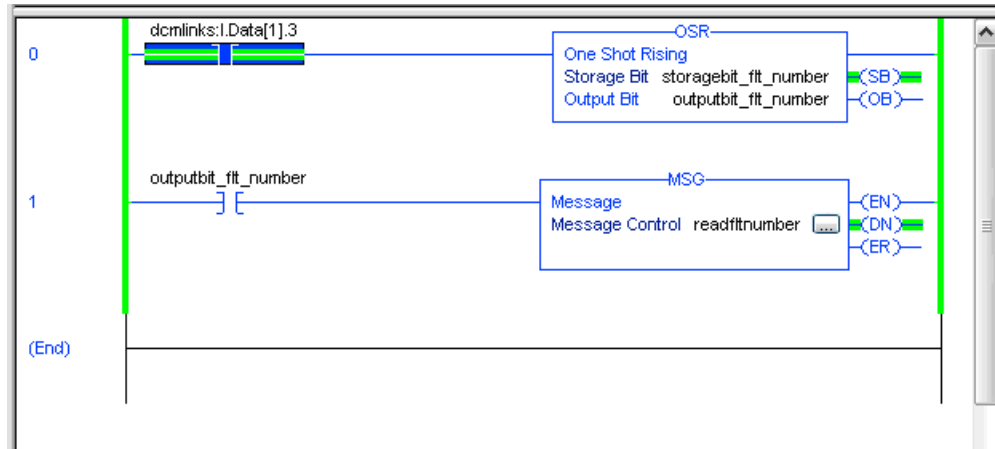 dcmlinks:I.Data[1].3
OSR
0
One Shot Rising
Storage Bit storagebit_flt_number (SB)
Output Bit outputbit_flt_number (OB)
outputbit_flt_number
MSG
1
Message (EN)
Message Control readfltnumber ... (DN)
(ER)
(End)